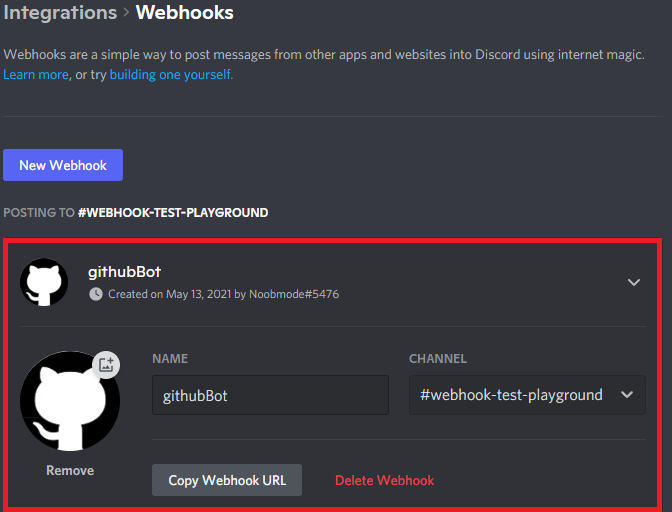 Integrations > Webhooks
Webhooks are a simple way to post messages from other apps and websites into Discord using internet magic.
Learn more, or try building one yourself.
New Webhook
POSTING TO #WEBHOOK-TEST-PLAYGROUND
githubBot
Created on May 13, 2021 by Noobmode#5476
NAME
githubBot
CHANNEL
#webhook-test-playground
Remove
Copy Webhook URL
Delete Webhook